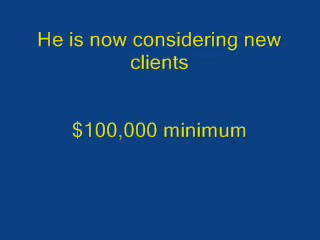 He is now considering new
clients
$100,000 minimum